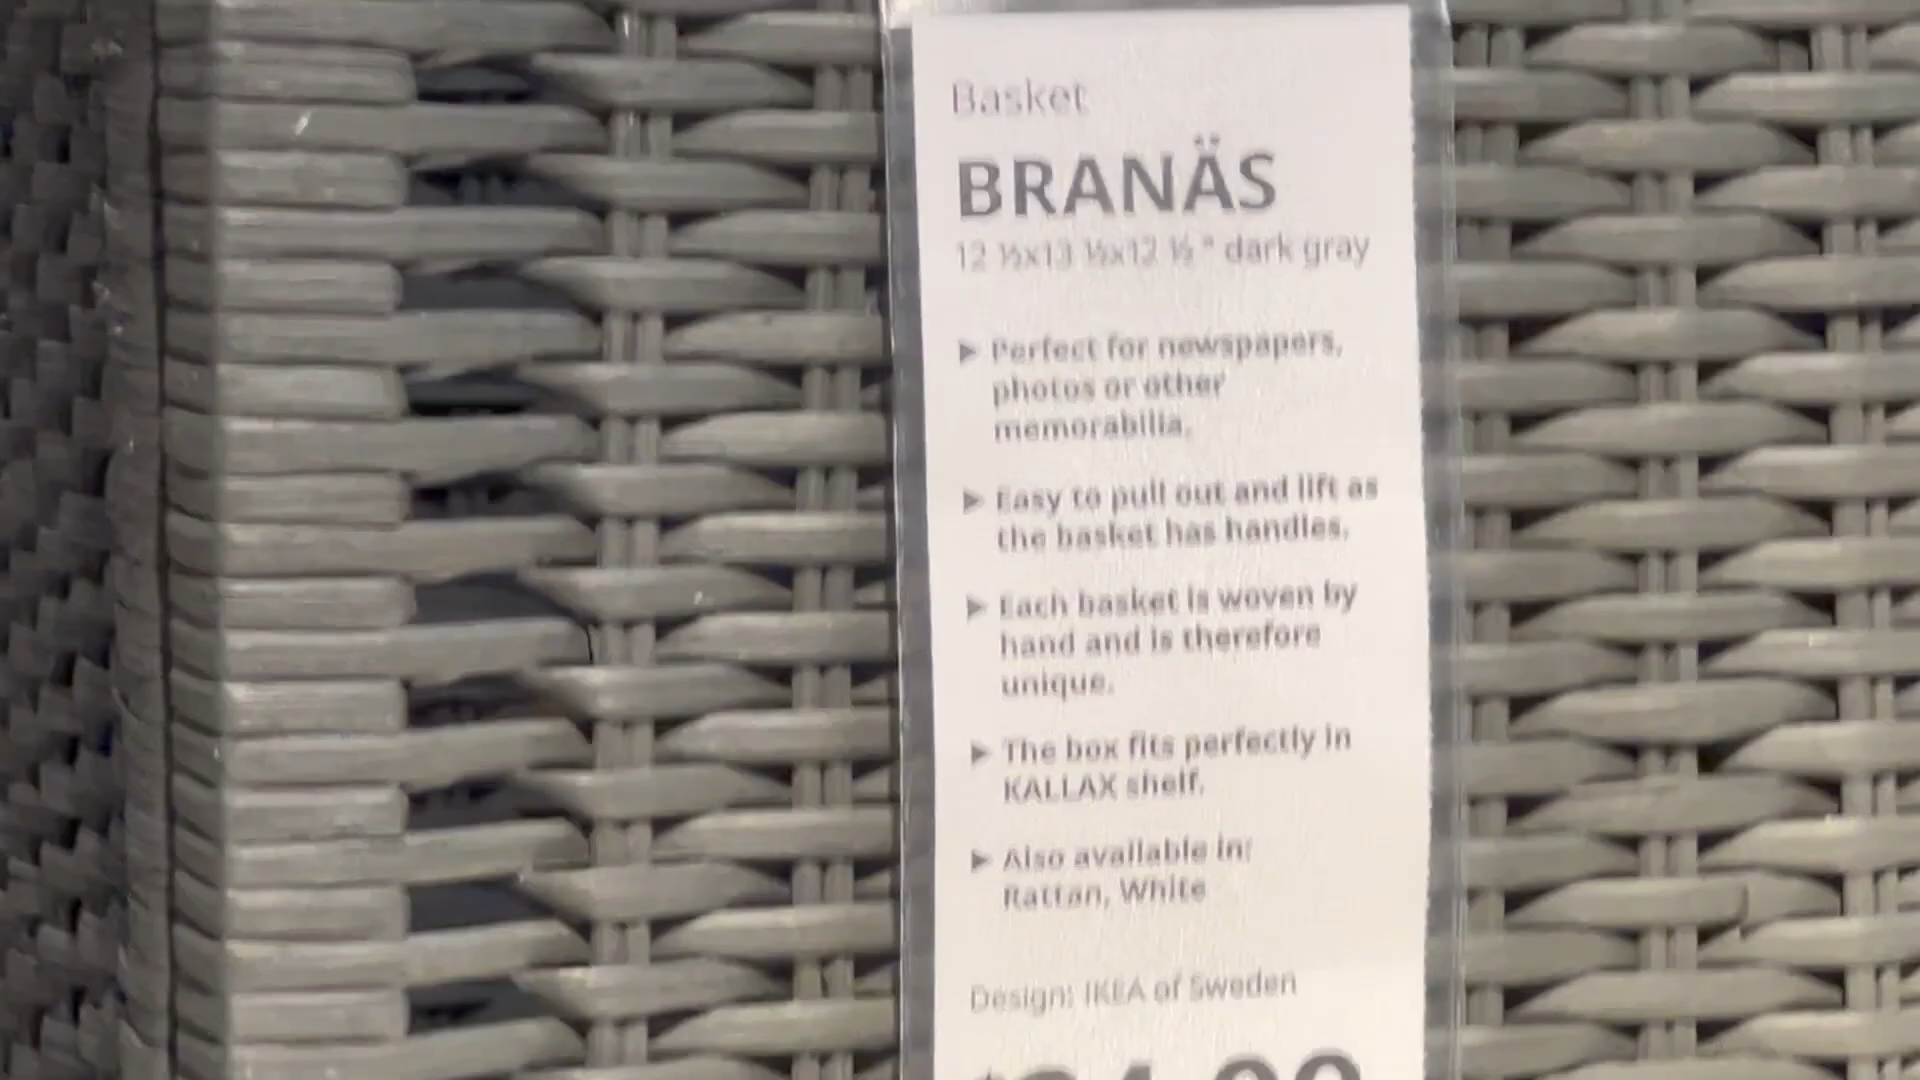 Basket
BRANÄS
12 ½x13 ½x12 ½ " dark gray
► Perfect for newspapers,
photos or other
memorabilia.
► Easy to pull out and lift as
the basket has handles.
► Each basket is woven by
hand and is therefore
unique.
► The box fits perfectly in
KALLAX shelf.
► Also available in:
Rattan, White
Design: IKEA of Sweden